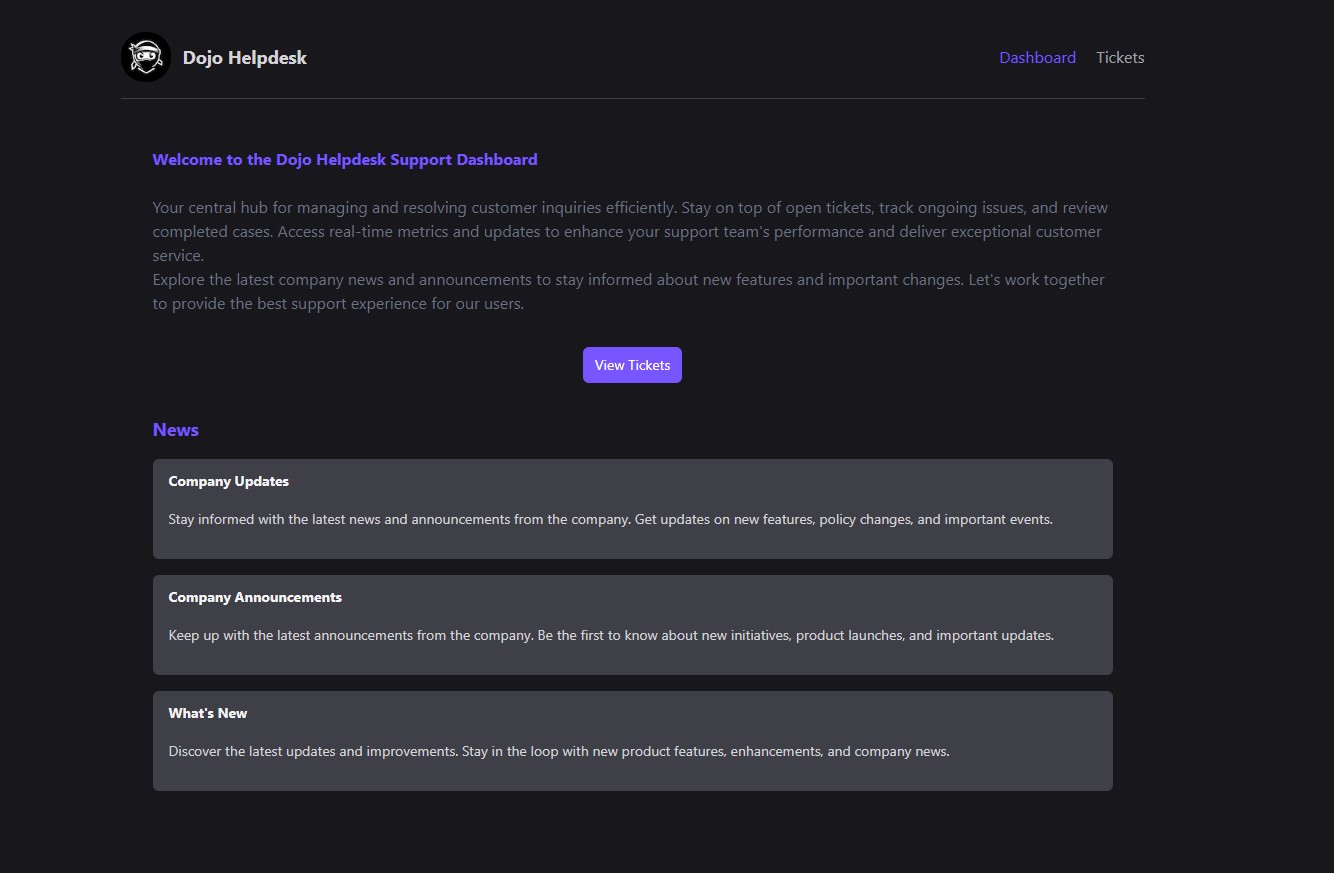 Dojo Helpdesk
Dashboard
Tickets
Welcome to the Dojo Helpdesk Support Dashboard
Your central hub for managing and resolving customer inquiries efficiently. Stay on top of open tickets, track ongoing issues, and review
completed cases. Access real-time metrics and updates to enhance your support team's performance and deliver exceptional customer
service.
Explore the latest company news and announcements to stay informed about new features and important changes. Let's work together
to provide the best support experience for our users.
View Tickets
News
Company Updates
Stay informed with the latest news and announcements from the company. Get updates on new features, policy changes, and important events.
Company Announcements
Keep up with the latest announcements from the company. Be the first to know about new initiatives, product launches, and important updates.
What's New
Discover the latest updates and improvements. Stay in the loop with new product features, enhancements, and company news.